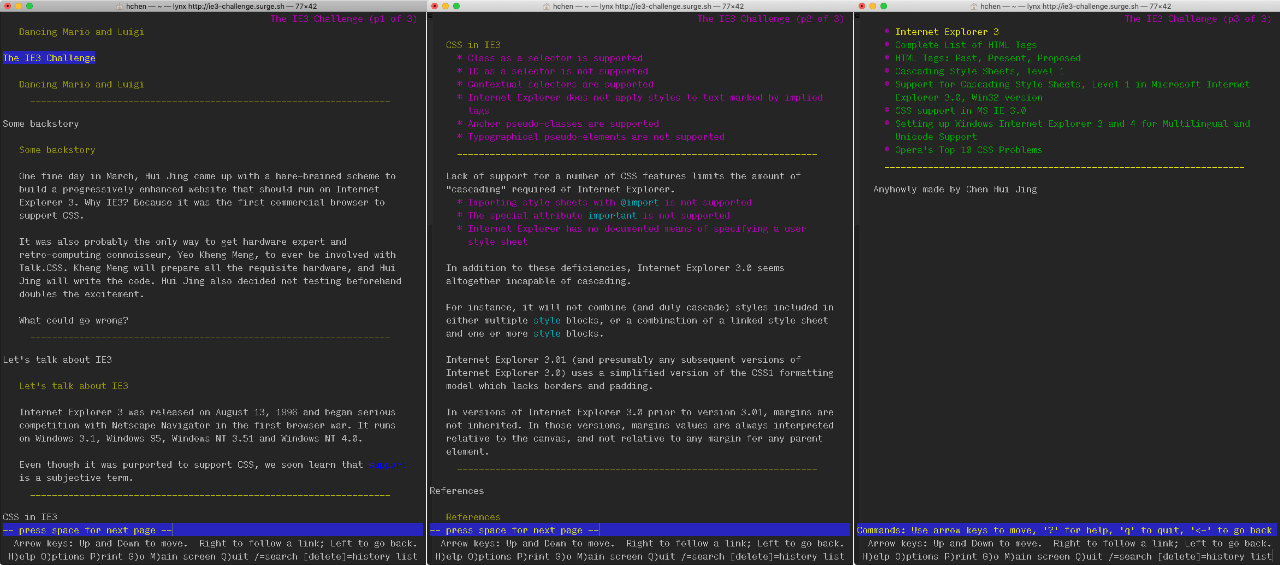 hchen — ~ — lynx http://ie3-challenge.surge.sh — 77×42
The IE3 Challenge (p1 of 3)
Dancing Mario and Luigi
The IE3 Challenge
Dancing Mario and Luigi
Some backstory
Some backstory
One fine day in March, Hui Jing came up with a hare-brained scheme to
build a progressively enhanced website that should run on Internet
Explorer 3. Why IE3? Because it was the first commercial browser to
support CSS.
It was also probably the only way to get hardware expert and
retro-computing connoisseur, Yeo Kheng Meng, to ever be involved with
Talk.CSS. Kheng Meng will prepare all the requisite hardware, and Hui
Jing will write the code. Hui Jing also decided not testing beforehand
doubles the excitement.
What could go wrong?
Let's talk about IE3
Let's talk about IE3
Internet Explorer 3 was released on August 13, 1996 and began serious
competition with Netscape Navigator in the first browser war. It runs
on Windows 3.1, Windows 95, Windows NT 3.51 and Windows NT 4.0.
Even though it was purported to support CSS, we soon learn that support
is a subjective term.
CSS in IE3
-- press space for next page --
Arrow keys: Up and Down to move. Right to follow a link; Left to go back.
H)elp O)ptions P)rint G)o M)ain screen Q)uit /=search [delete]=history list
hchen — ~ — lynx http://ie3-challenge.surge.sh — 77×42
The IE3 Challenge (p2 of 3)
CSS in IE3
* Class as a selector is supported
* ID as a selector is not supported
* Contextual selectors are supported
* Internet Explorer does not apply styles to text marked by implied
tags
* Anchor pseudo-classes are supported
* Typographical pseudo-elements are not supported
Lack of support for a number of CSS features limits the amount of
"cascading" required of Internet Explorer.
* Importing style sheets with @import is not supported
* The special attribute important is not supported
* Internet Explorer has no documented means of specifying a user
style sheet
In addition to these deficiencies, Internet Explorer 3.0 seems
altogether incapable of cascading.
For instance, it will not combine (and duly cascade) styles included in
either multiple style blocks, or a combination of a linked style sheet
and one or more style blocks.
Internet Explorer 3.01 (and presumably any subsequent versions of
Internet Explorer 3.0) uses a simplified version of the CSS1 formatting
model which lacks borders and padding.
In versions of Internet Explorer 3.0 prior to version 3.01, margins are
not inherited. In those versions, margins values are always interpreted
relative to the canvas, and not relative to any margin for any parent
element.
References
References
-- press space for next page --
Arrow keys: Up and Down to move. Right to follow a link; Left to go back.
H)elp O)ptions P)rint G)o M)ain screen Q)uit /=search [delete]=history list
hchen — ~ — lynx http://ie3-challenge.surge.sh — 77×42
The IE3 Challenge (p3 of 3)
* Internet Explorer 3
* Complete List of HTML Tags
* HTML Tags: Past, Present, Proposed
* Cascading Style Sheets, level 1
* Support for Cascading Style Sheets, Level 1 in Microsoft Internet
Explorer 3.0, Win32 version
* CSS support in MS IE 3.0
* Setting up Windows Internet Explorer 3 and 4 for Multilingual and
Unicode Support
* Opera's Top 10 CSS Problems
Anyhowly made by Chen Hui Jing
Commands: Use arrow keys to move, '?' for help, 'q' to quit, '<-' to go back
Arrow keys: Up and Down to move. Right to follow a link; Left to go back.
H)elp O)ptions P)rint G)o M)ain screen Q)uit /=search [delete]=history list